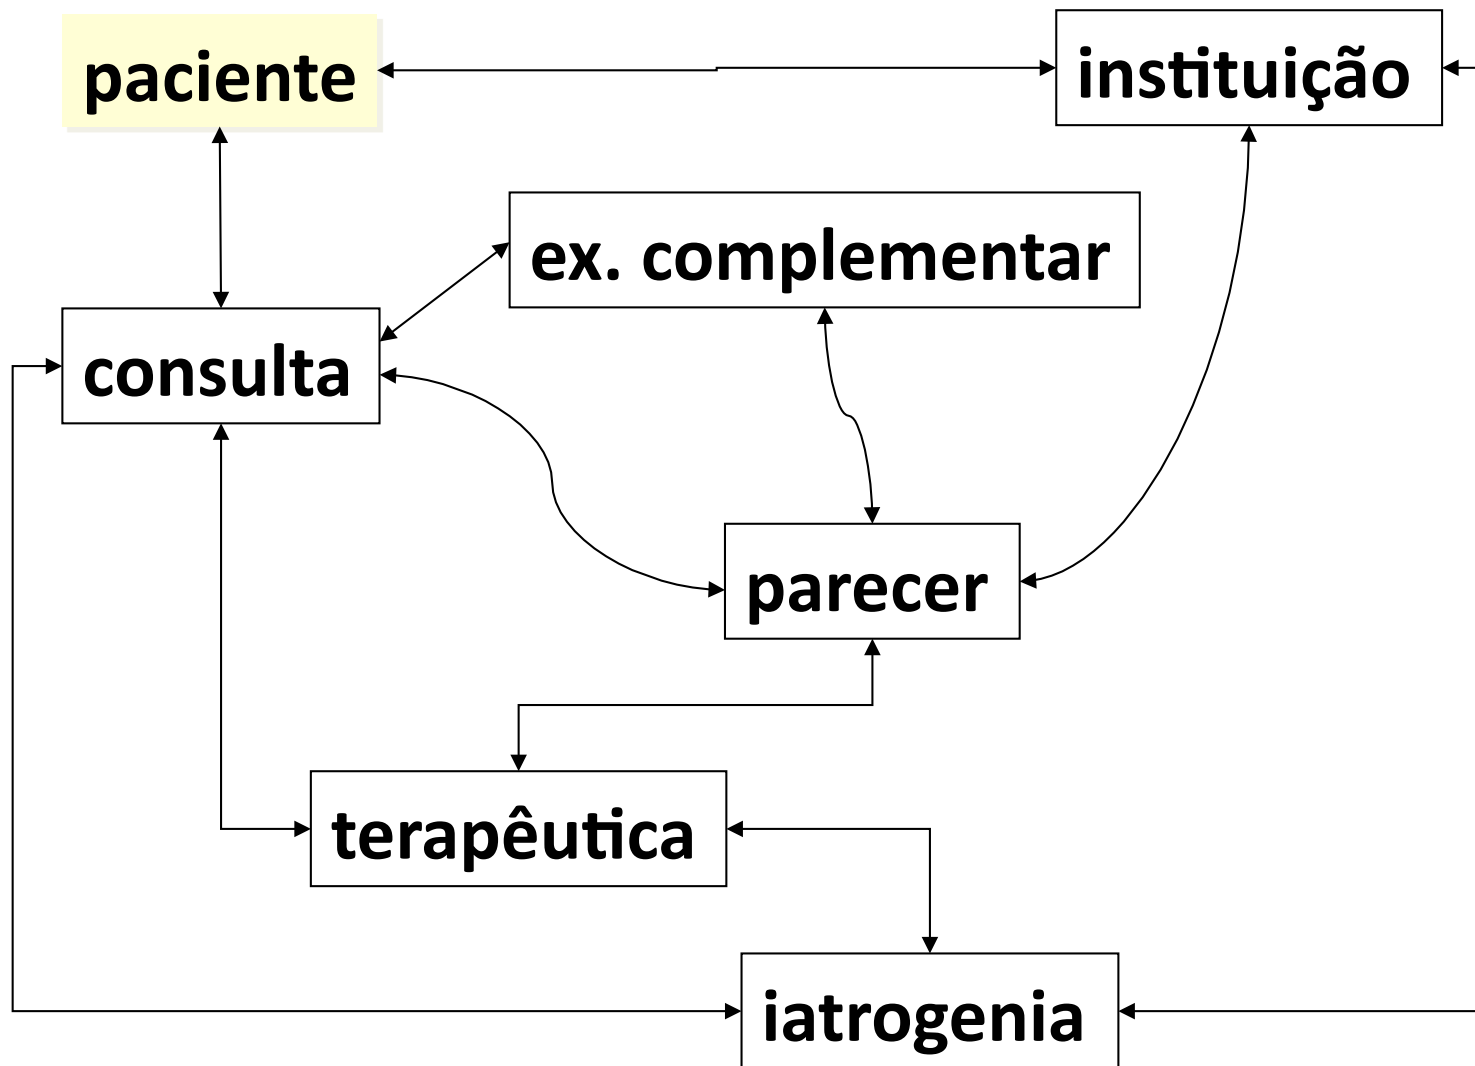 paciente
instituição
ex. complementar
consulta
parecer
terapêutica
iatrogenia